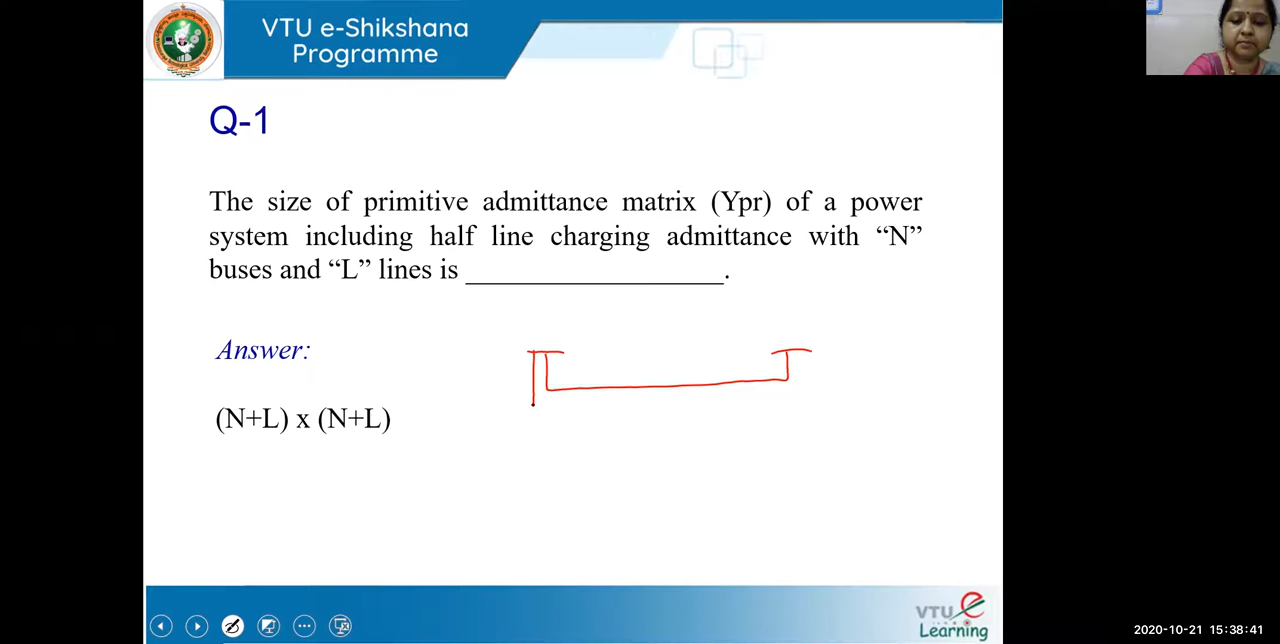 VTU e-Shikshana
Programme
Q-1
The size of primitive admittance matrix (Ypr) of a power
system including half line charging admittance with “N”
buses and “L” lines is ____________________.
Answer:
(N+L) x (N+L)
VTU e
Learning
2020-10-21 15:38:41